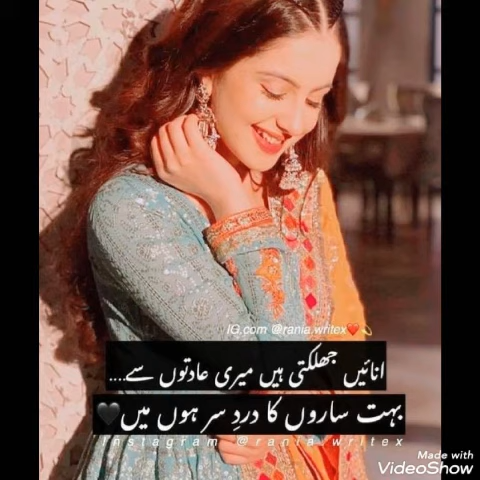 IG.com @rania.writex❤️💫
انائیں جھلکتی ہیں میری عادتوں سے....
بہت ساروں کا دردِ سر ہوں میں🖤
Instagram @rania.writex
Made with
VideoShow